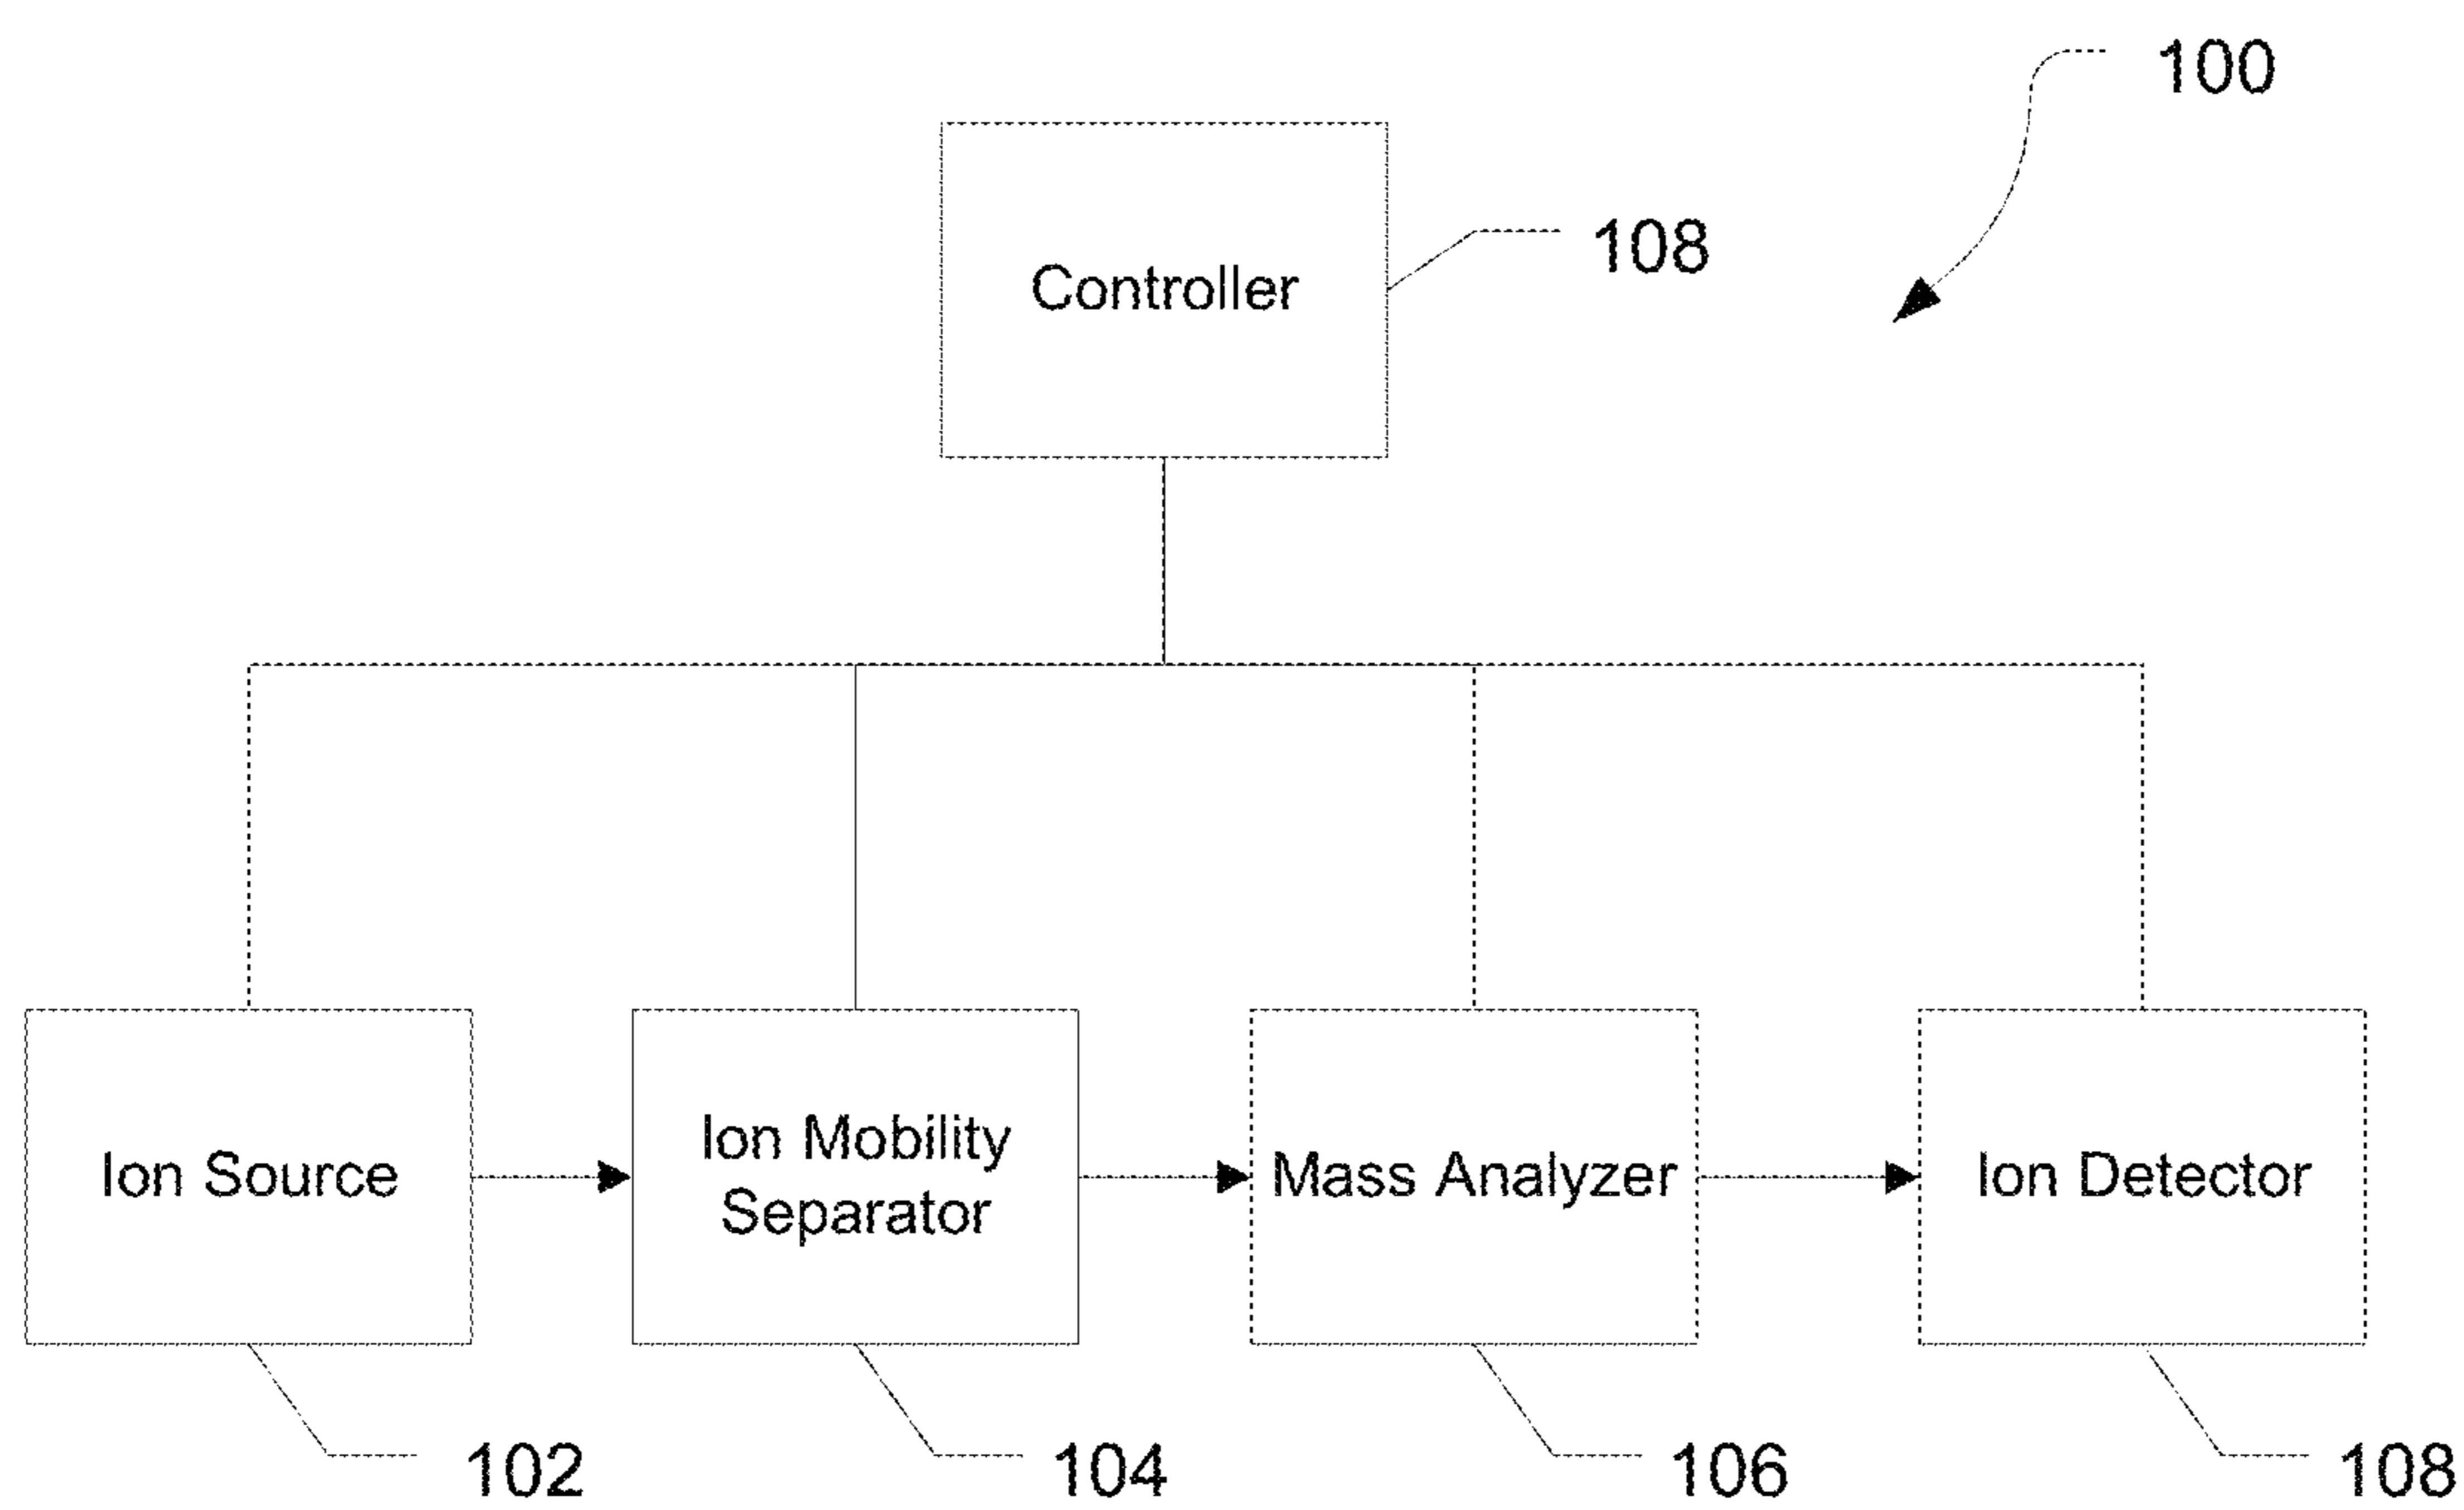 100
Controller
108
Ion Source
Ion Mobility
Separator
Mass Analyzer
Ion Detector
102
104
106
108